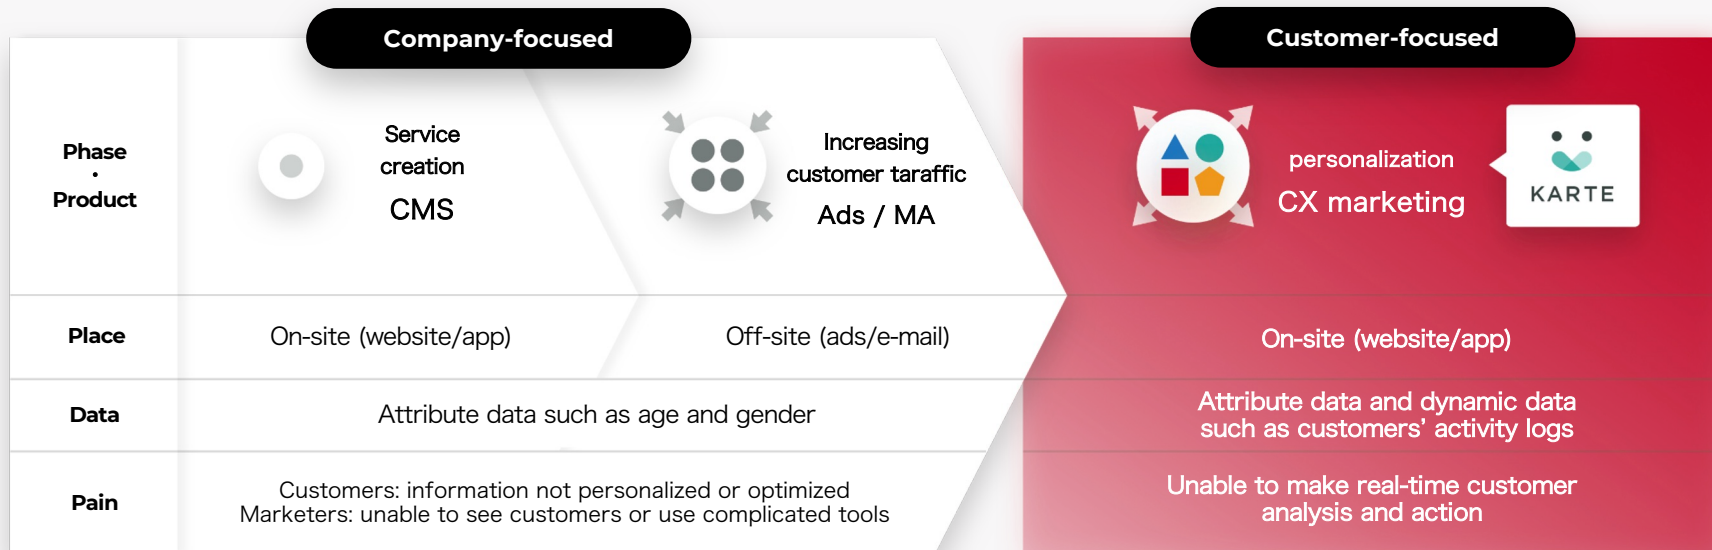 Company-focused
Customer-focused
Phase
・
Product
Service
creation
CMS
Increasing
customer taraffic
Ads / MA
personalization
CX marketing
KARTE
Place
On-site (website/app)
Off-site (ads/e-mail)
On-site (website/app)
Data
Attribute data such as age and gender
Attribute data and dynamic data
such as customers’ activity logs
Pain
Customers: information not personalized or optimized
Marketers: unable to see customers or use complicated tools
Unable to make real-time customer
analysis and action